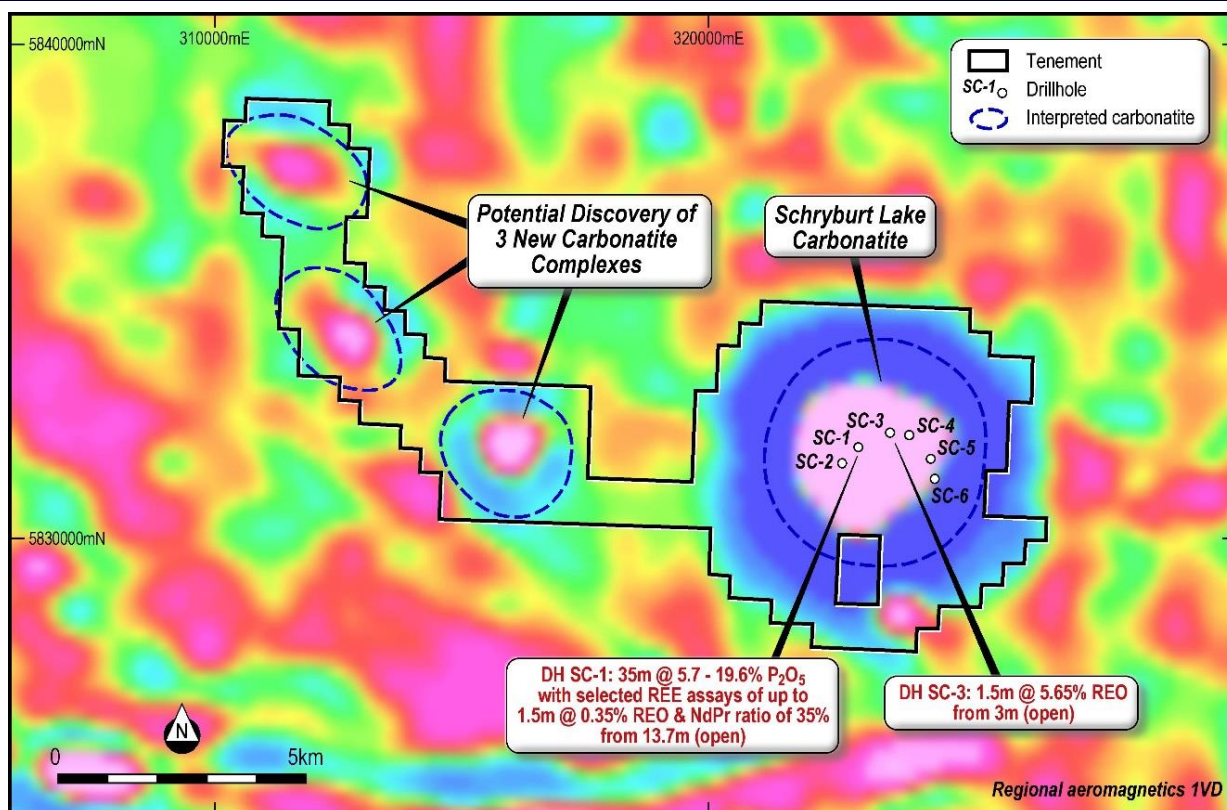 5840000mN
310000mE
320000mE
Tenement
SC-1 Drillhole
Interpreted carbonatite
Potential Discovery of
3 New Carbonatite
Complexes
Schryburt Lake
Carbonatite
SC-3
SC-4
SC-1
SC-5
SC-2
SC-6
5830000mN
DH SC-1: 35m @ 5.7 - 19.6% P₂O₅
with selected REE assays of up to
1.5m @ 0.35% REO & NdPr ratio of 35%
from 13.7m (open)
DH SC-3: 1.5m @ 5.65% REO
from 3m (open)
N
0 5km
Regional aeromagnetics 1VD